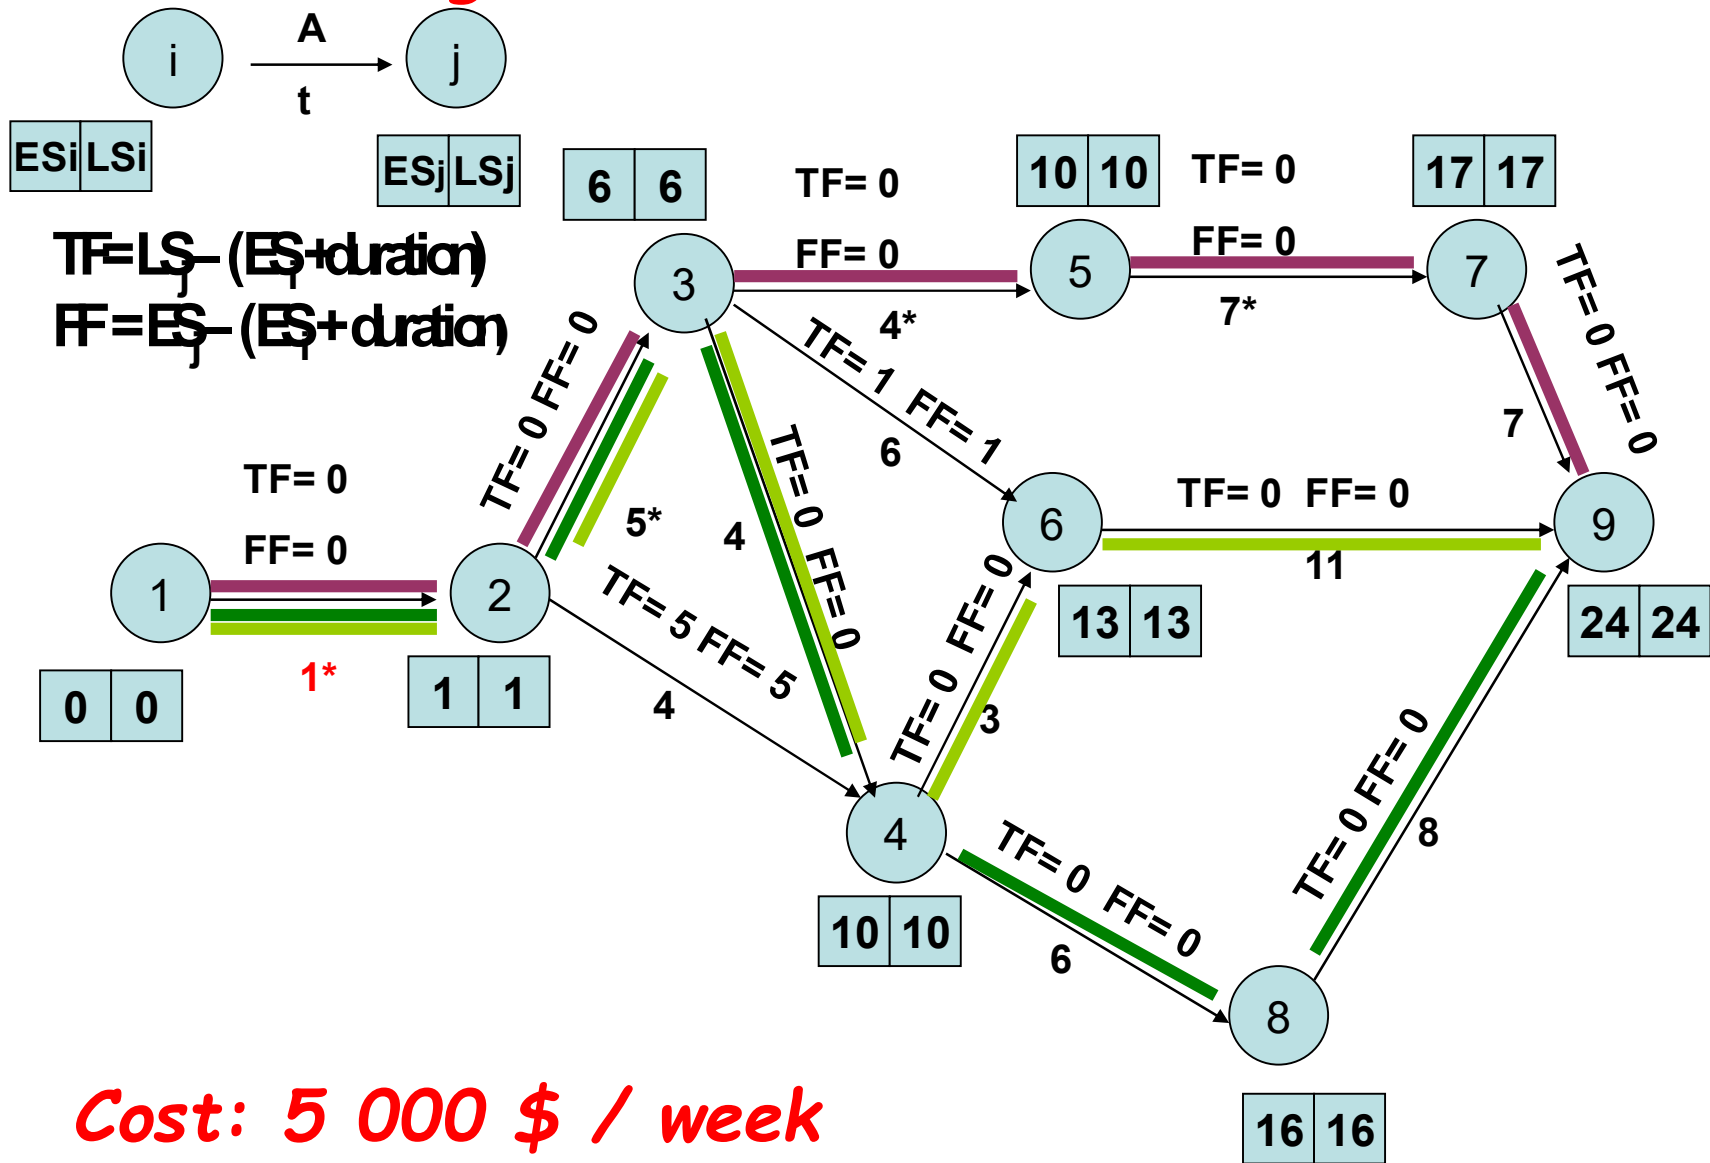 A
i
j
t
ESi LSi
ESj LSj
TF=LSj– (ESi+duration)
FF=ESj– (ESi+duration)
6 6
TF= 0
FF= 0
10 10
TF= 0
FF= 0
17 17
3
5
7
4*
7*
TF= 0 FF= 0
TF= 0 FF= 0
TF= 1 FF= 1
6
7
TF= 0
FF= 0
5*
4
TF= 0 FF= 0
6
TF= 0 FF= 0
11
9
1
2
1*
0 0
1 1
TF= 5 FF= 5
4
TF= 0 FF= 0
3
13 13
24 24
4
10 10
TF= 0 FF= 0
6
TF= 0 FF= 0
8
8
16 16
Cost: 5 000 $ / week